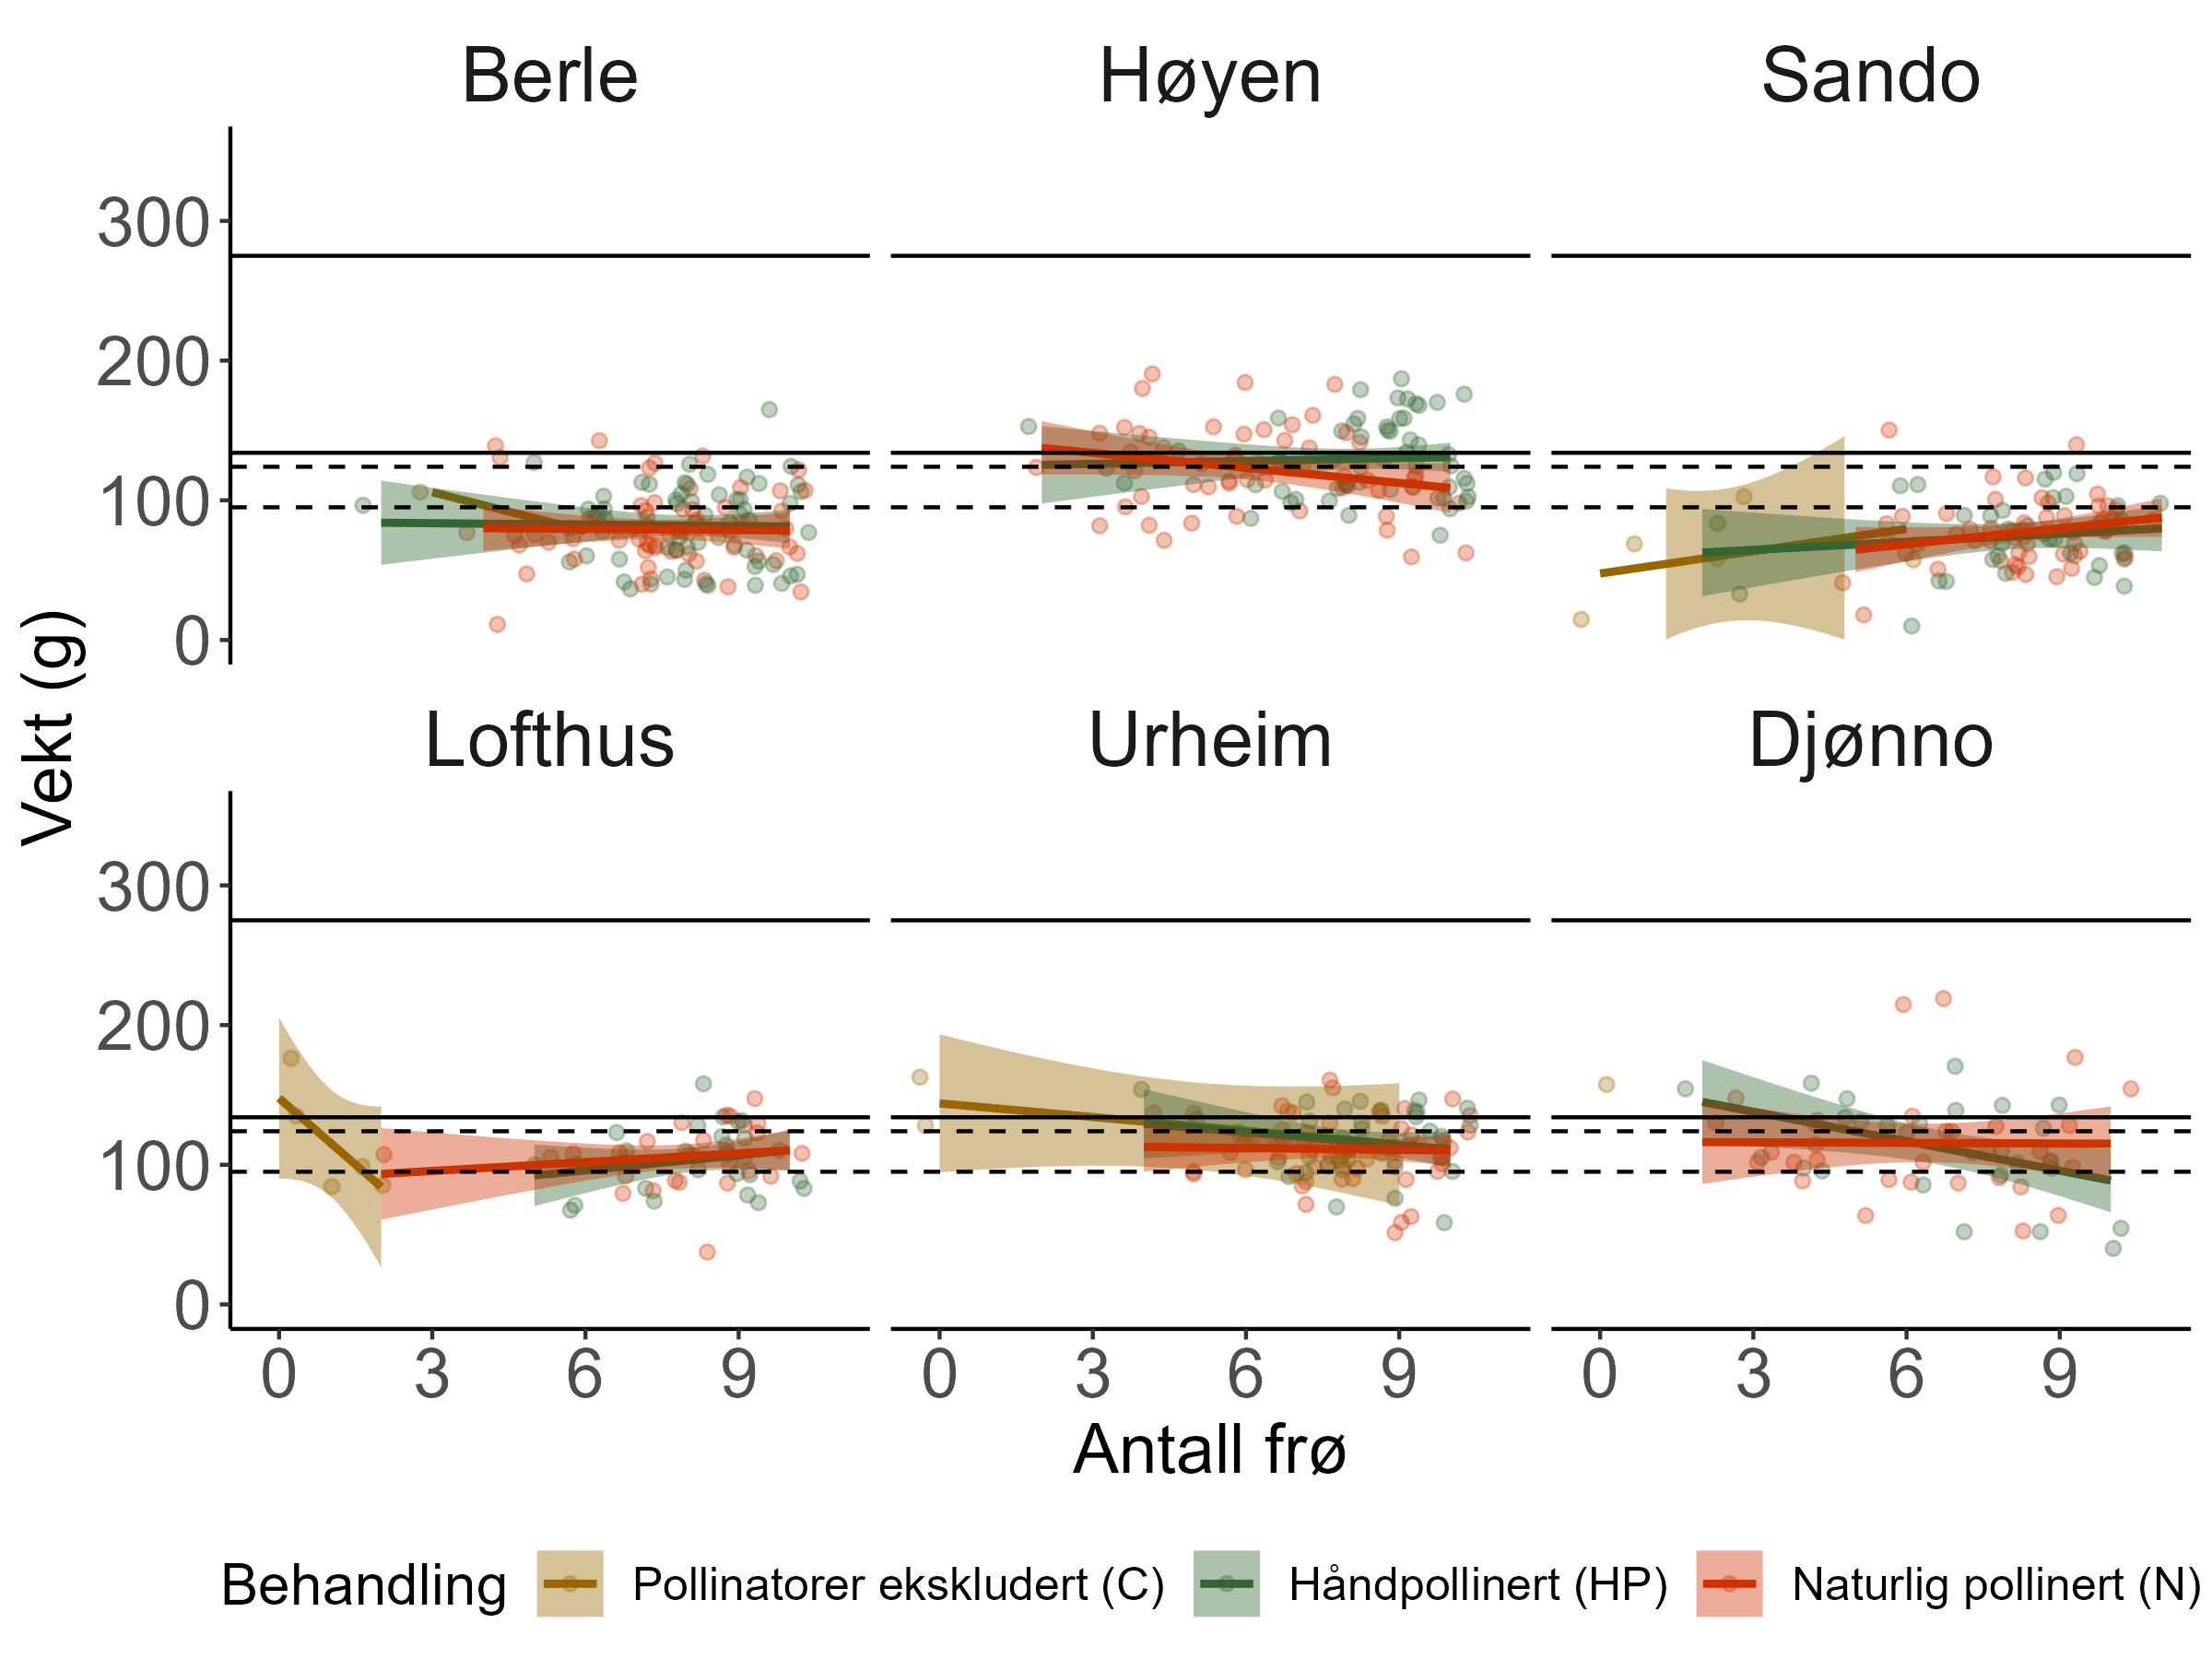 Berle Høyen Sando
300
200
100
0
Vekt (g)
Lofthus Urheim Djønno
300
200
100
0
0 3 6 9 0 3 6 9 0 3 6 9
Antall frø
Behandling Pollinatorer ekskludert (C) Håndpollinert (HP) Naturlig pollinert (N)